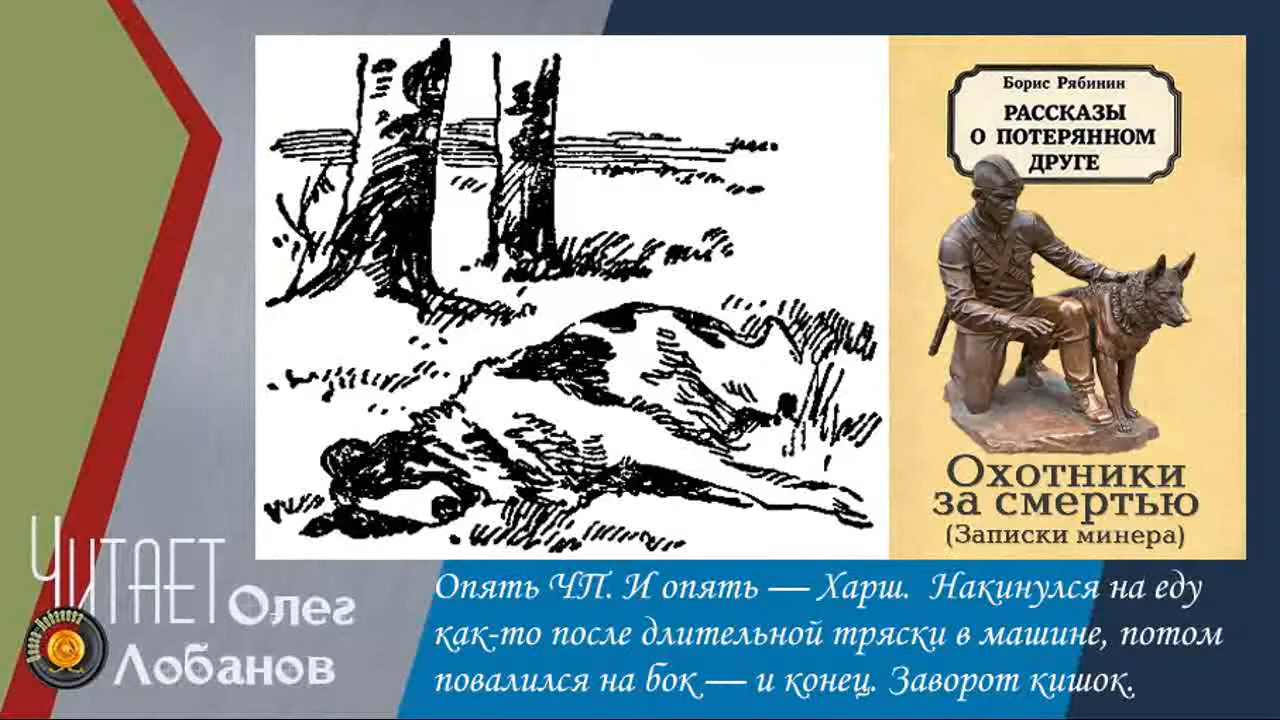 Борис Рябинин
РАССКАЗЫ
О ПОТЕРЯННОМ
ДРУГЕ
Охотники
за смертью
(Записки минера)
Читает
Олег
Лобанов
Опять ЧП. И опять — Харш. Накинулся на еду
как-то после длительной тряски в машине, потом
повалился на бок — и конец. Заворот кишок.